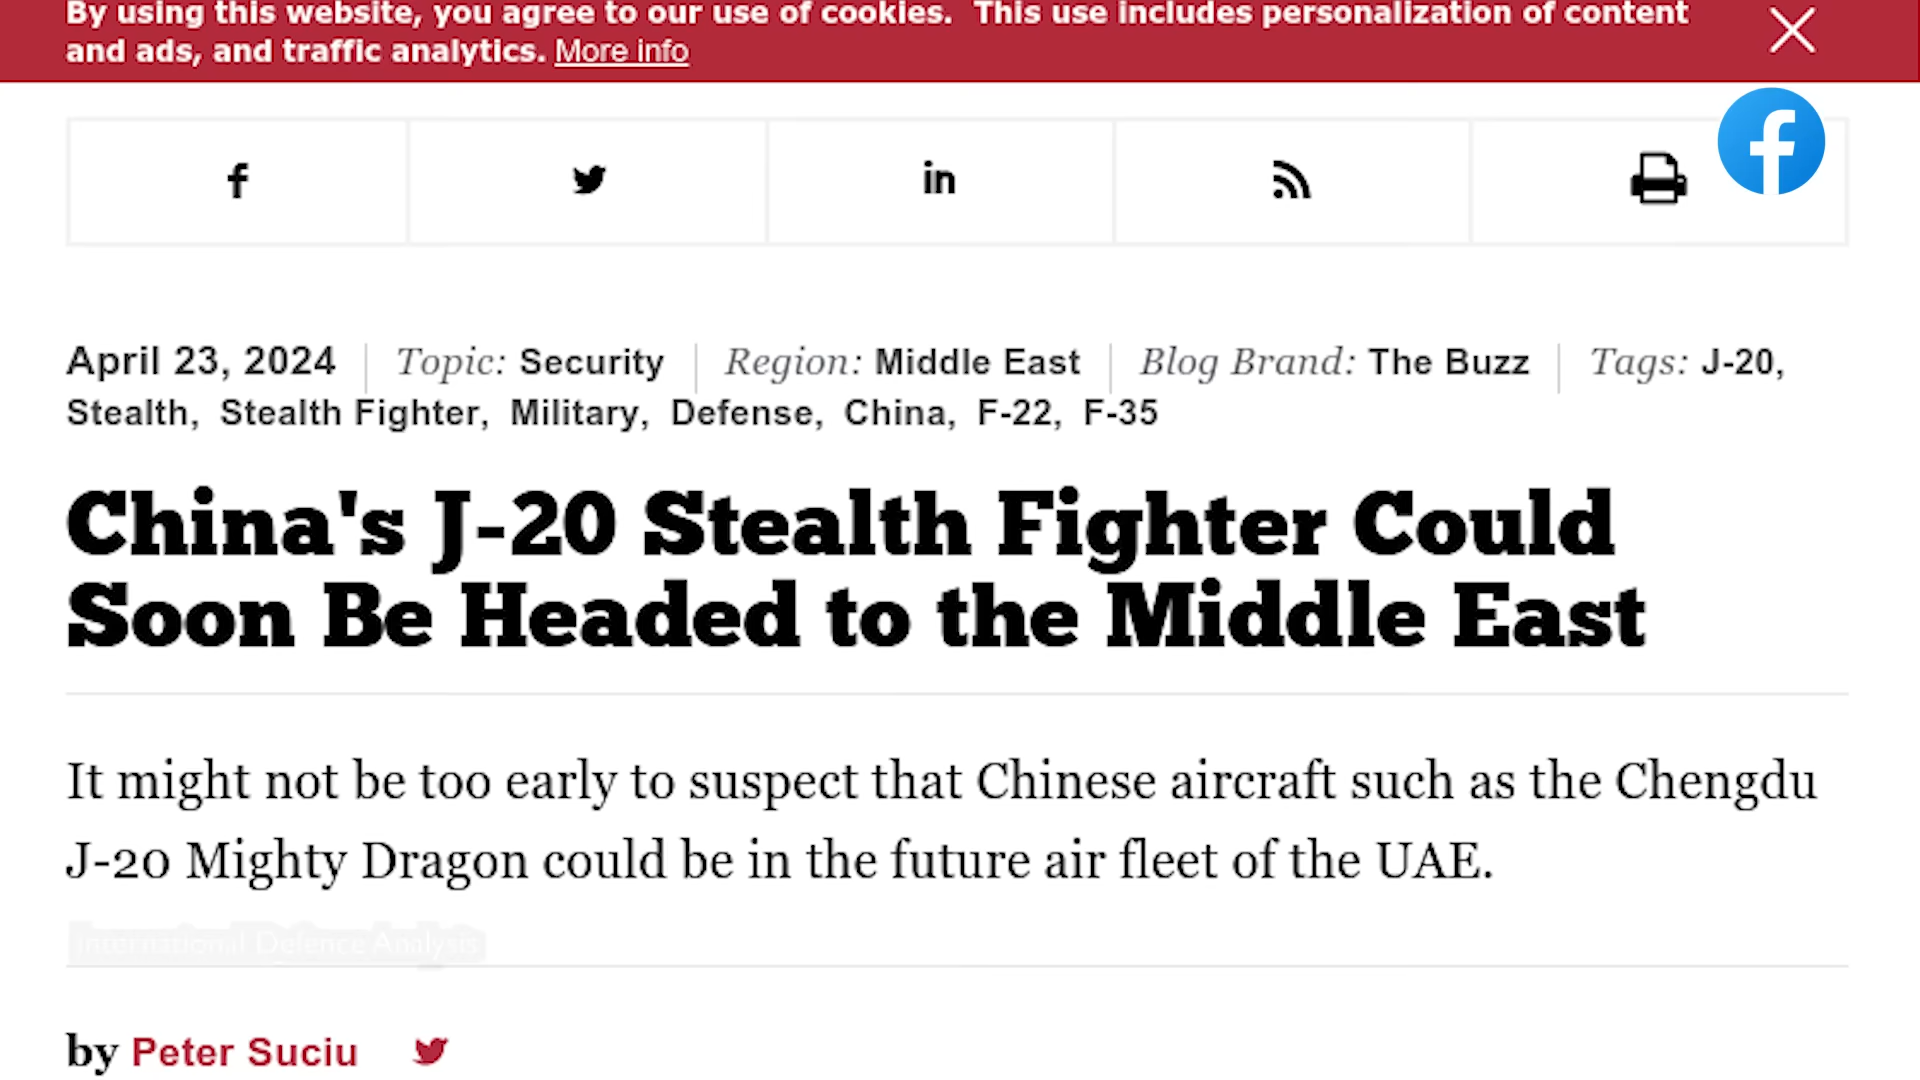 By using this website, you agree to our use of cookies. This use includes personalization of content
and ads, and traffic analytics. More info
April 23, 2024 Topic: Security Region: Middle East Blog Brand: The Buzz Tags: J-20,
Stealth, Stealth Fighter, Military, Defense, China, F-22, F-35
China's J-20 Stealth Fighter Could
Soon Be Headed to the Middle East
It might not be too early to suspect that Chinese aircraft such as the Chengdu
J-20 Mighty Dragon could be in the future air fleet of the UAE.
International Defence Analysis
by Peter Suciu